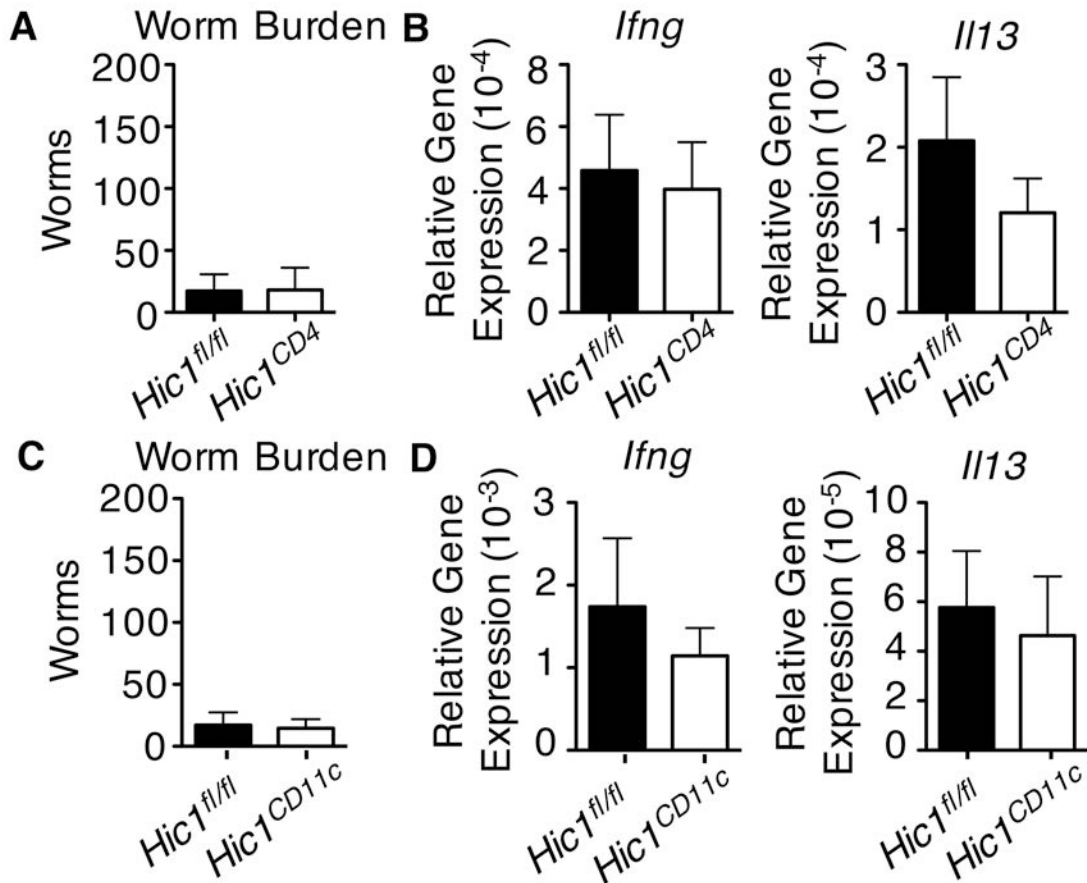 A
Worm Burden
Worms
200
150
100
50
0
Hic1fl/fl
Hic1CD4
B
Ifng
Relative Gene
Expression (10-4)
8
6
4
2
0
Hic1fl/fl
Hic1CD4
Il13
Relative Gene
Expression (10-4)
3
2
1
0
Hic1fl/fl
Hic1CD4
C
Worm Burden
Worms
200
150
100
50
0
Hic1fl/fl
Hic1CD11c
D
Ifng
Relative Gene
Expression (10-3)
3
2
1
0
Hic1fl/fl
Hic1CD11c
Il13
Relative Gene
Expression (10-5)
10
8
6
4
2
0
Hic1fl/fl
Hic1CD11c